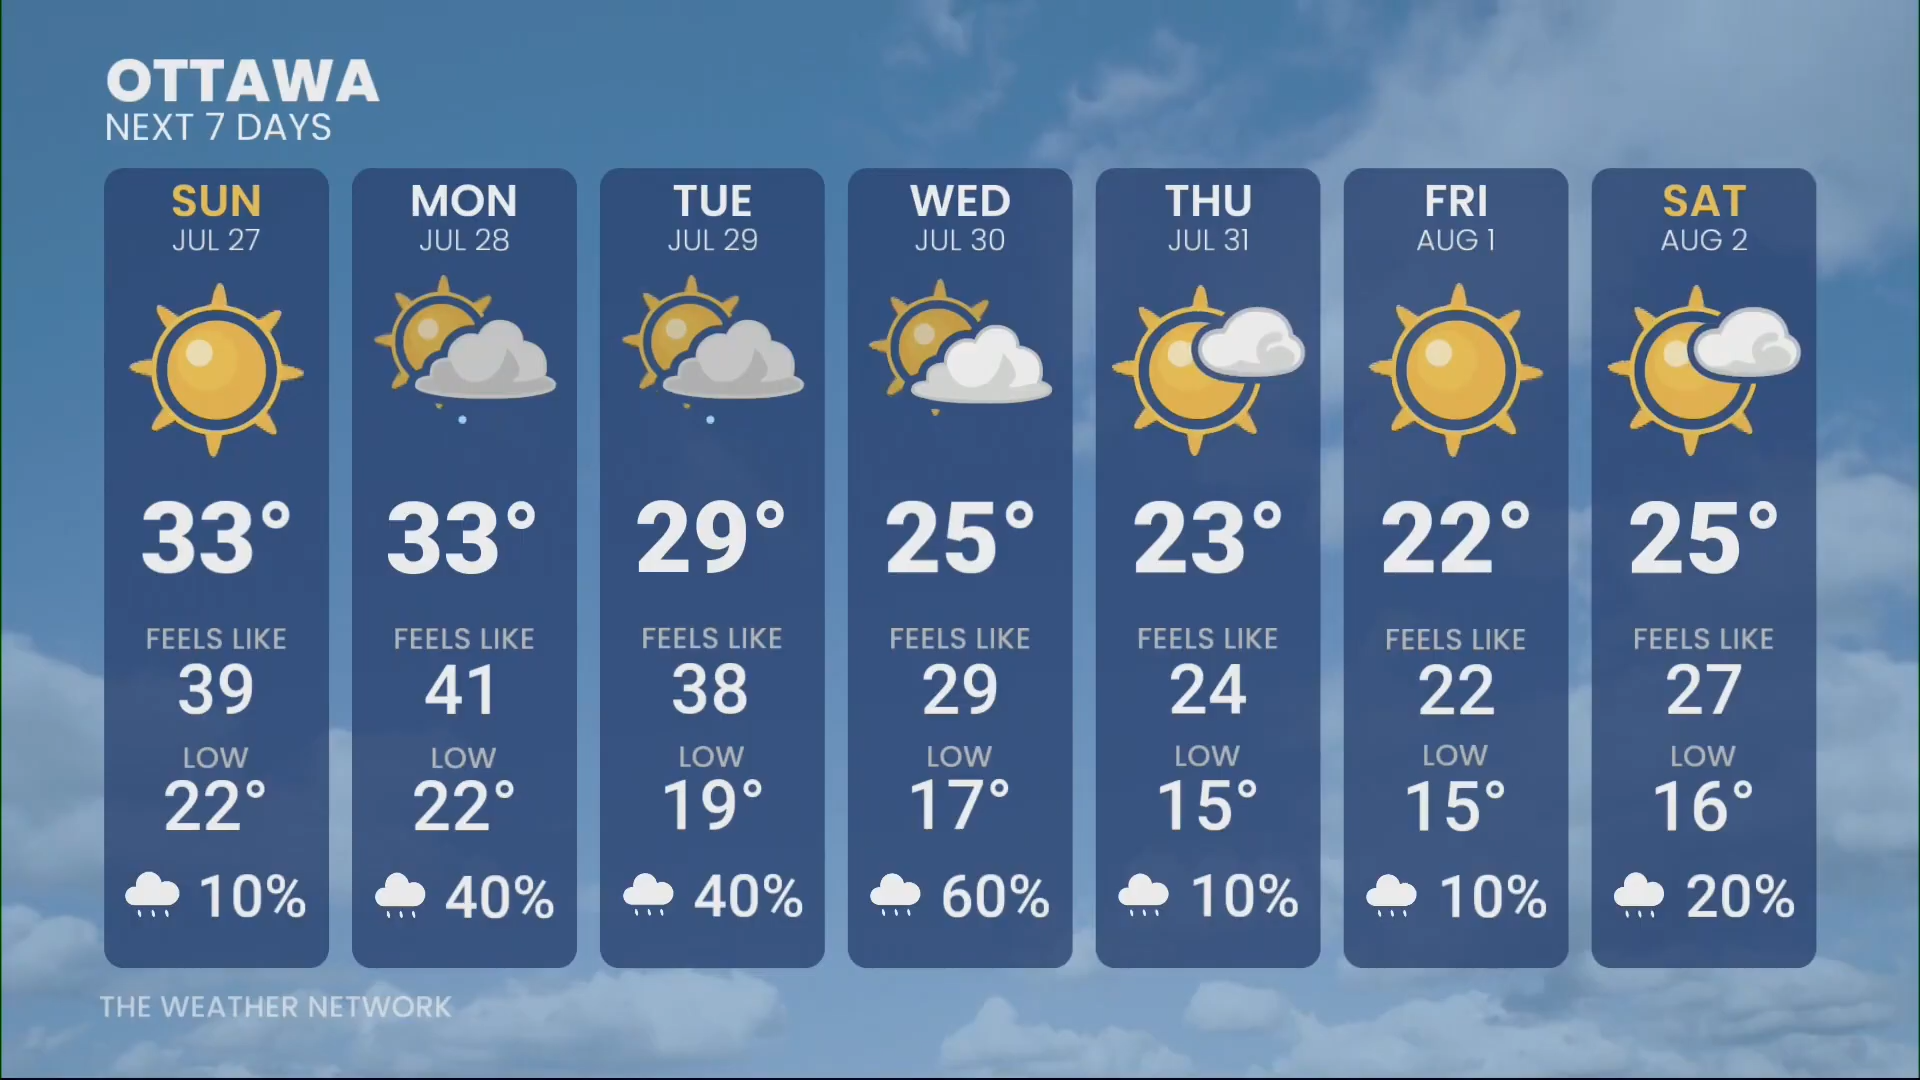 OTTAWA
NEXT 7 DAYS
SUN
JUL 27
33°
FEELS LIKE
39
LOW
22°
10%
MON
JUL 28
33°
FEELS LIKE
41
LOW
22°
40%
TUE
JUL 29
29°
FEELS LIKE
38
LOW
19°
40%
WED
JUL 30
25°
FEELS LIKE
29
LOW
17°
60%
THU
JUL 31
23°
FEELS LIKE
24
LOW
15°
10%
FRI
AUG 1
22°
FEELS LIKE
22
LOW
15°
10%
SAT
AUG 2
25°
FEELS LIKE
27
LOW
16°
20%
THE WEATHER NETWORK